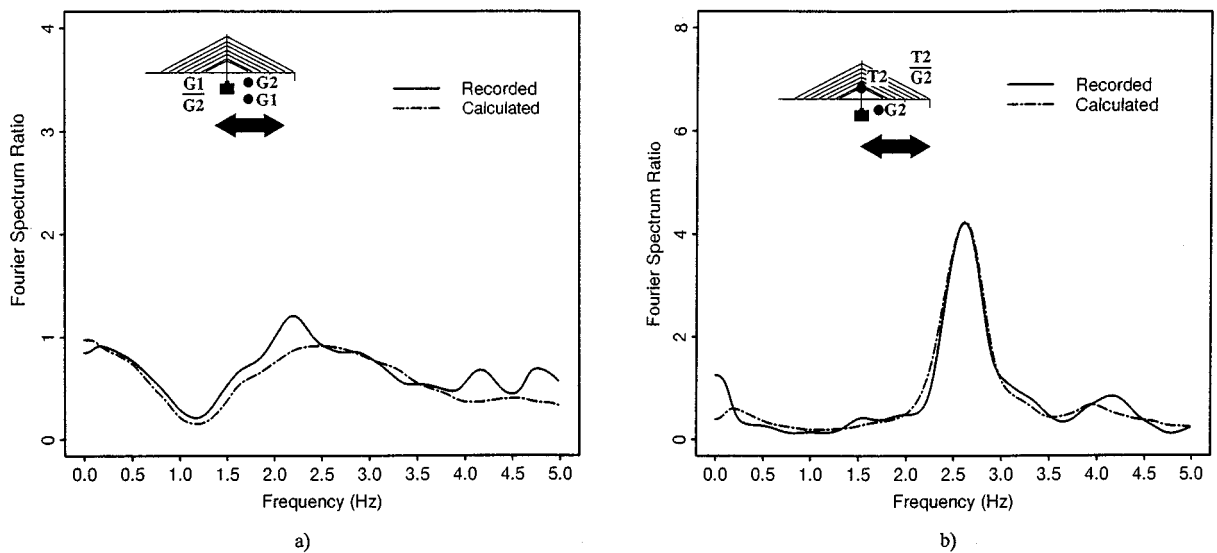 4
3
2
1
0
Fourier Spectrum Ratio
G1
G2
G2
G1
Recorded
Calculated
0.0 0.5 1.0 1.5 2.0 2.5 3.0 3.5 4.0 4.5 5.0
Frequency (Hz)
a)
8
6
4
2
0
Fourier Spectrum Ratio
T2
T2
G2
G2
Recorded
Calculated
0.0 0.5 1.0 1.5 2.0 2.5 3.0 3.5 4.0 4.5 5.0
Frequency (Hz)
b)